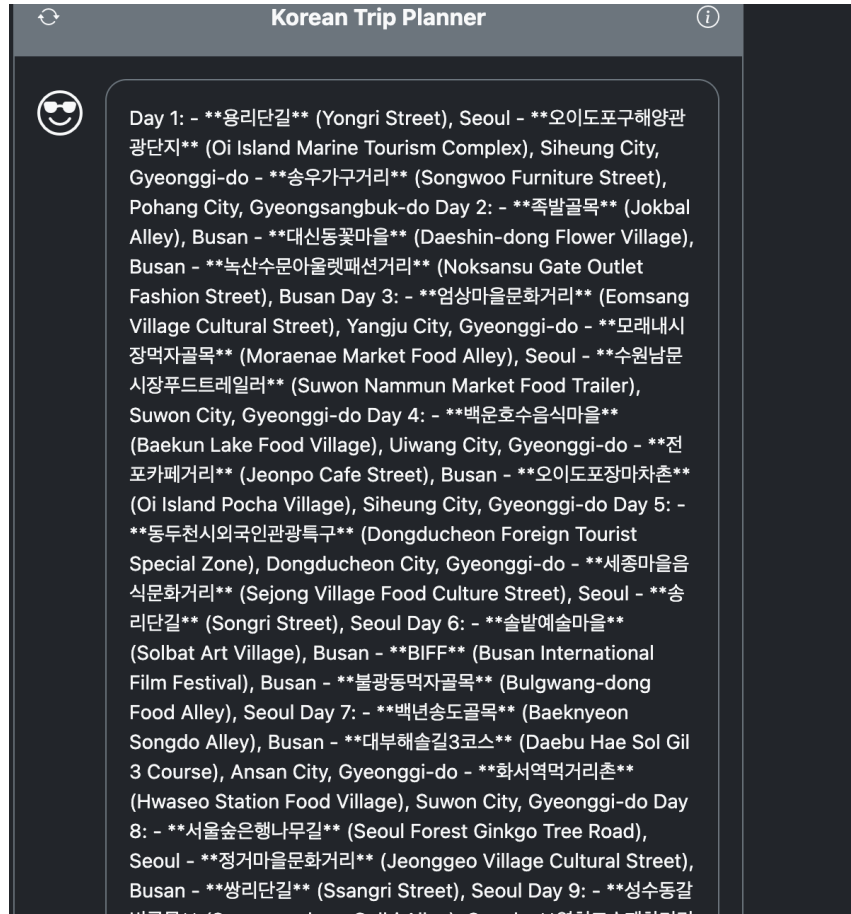 Korean Trip Planner
Day 1: - **용리단길** (Yongri Street), Seoul - **오이도포구해양관
광단지** (Oi Island Marine Tourism Complex), Siheung City,
Gyeonggi-do - **송우가구거리** (Songwoo Furniture Street),
Pohang City, Gyeongsangbuk-do Day 2: - **족발골목** (Jokbal
Alley), Busan - **대신동꽃마을** (Daeshin-dong Flower Village),
Busan - **녹산수문아울렛패션거리** (Noksansu Gate Outlet
Fashion Street), Busan Day 3: - **엄상마을문화거리** (Eomsang
Village Cultural Street), Yangju City, Gyeonggi-do - **모래내시
장먹자골목** (Moraenae Market Food Alley), Seoul - **수원남문
시장푸드트레일러** (Suwon Nammun Market Food Trailer),
Suwon City, Gyeonggi-do Day 4: - **백운호수음식마을**
(Baekun Lake Food Village), Uiwang City, Gyeonggi-do - **전
포카페거리** (Jeonpo Cafe Street), Busan - **오이도포장마차촌**
(Oi Island Pocha Village), Siheung City, Gyeonggi-do Day 5: -
**동두천시외국인관광특구** (Dongducheon Foreign Tourist
Special Zone), Dongducheon City, Gyeonggi-do - **세종마을음
식문화거리** (Sejong Village Food Culture Street), Seoul - **송
리단길** (Songri Street), Seoul Day 6: - **솔밭예술마을**
(Solbat Art Village), Busan - **BIFF** (Busan International
Film Festival), Busan - **불광동먹자골목** (Bulgwang-dong
Food Alley), Seoul Day 7: - **백년송도골목** (Baeknyeon
Songdo Alley), Busan - **대부해솔길3코스** (Daebu Hae Sol Gil
3 Course), Ansan City, Gyeonggi-do - **화서역먹거리촌**
(Hwaseo Station Food Village), Suwon City, Gyeonggi-do Day
8: - **서울숲은행나무길** (Seoul Forest Ginkgo Tree Road),
Seoul - **정거마을문화거리** (Jeonggeo Village Cultural Street),
Busan - **쌍리단길** (Ssangri Street), Seoul Day 9: - **성수동갈